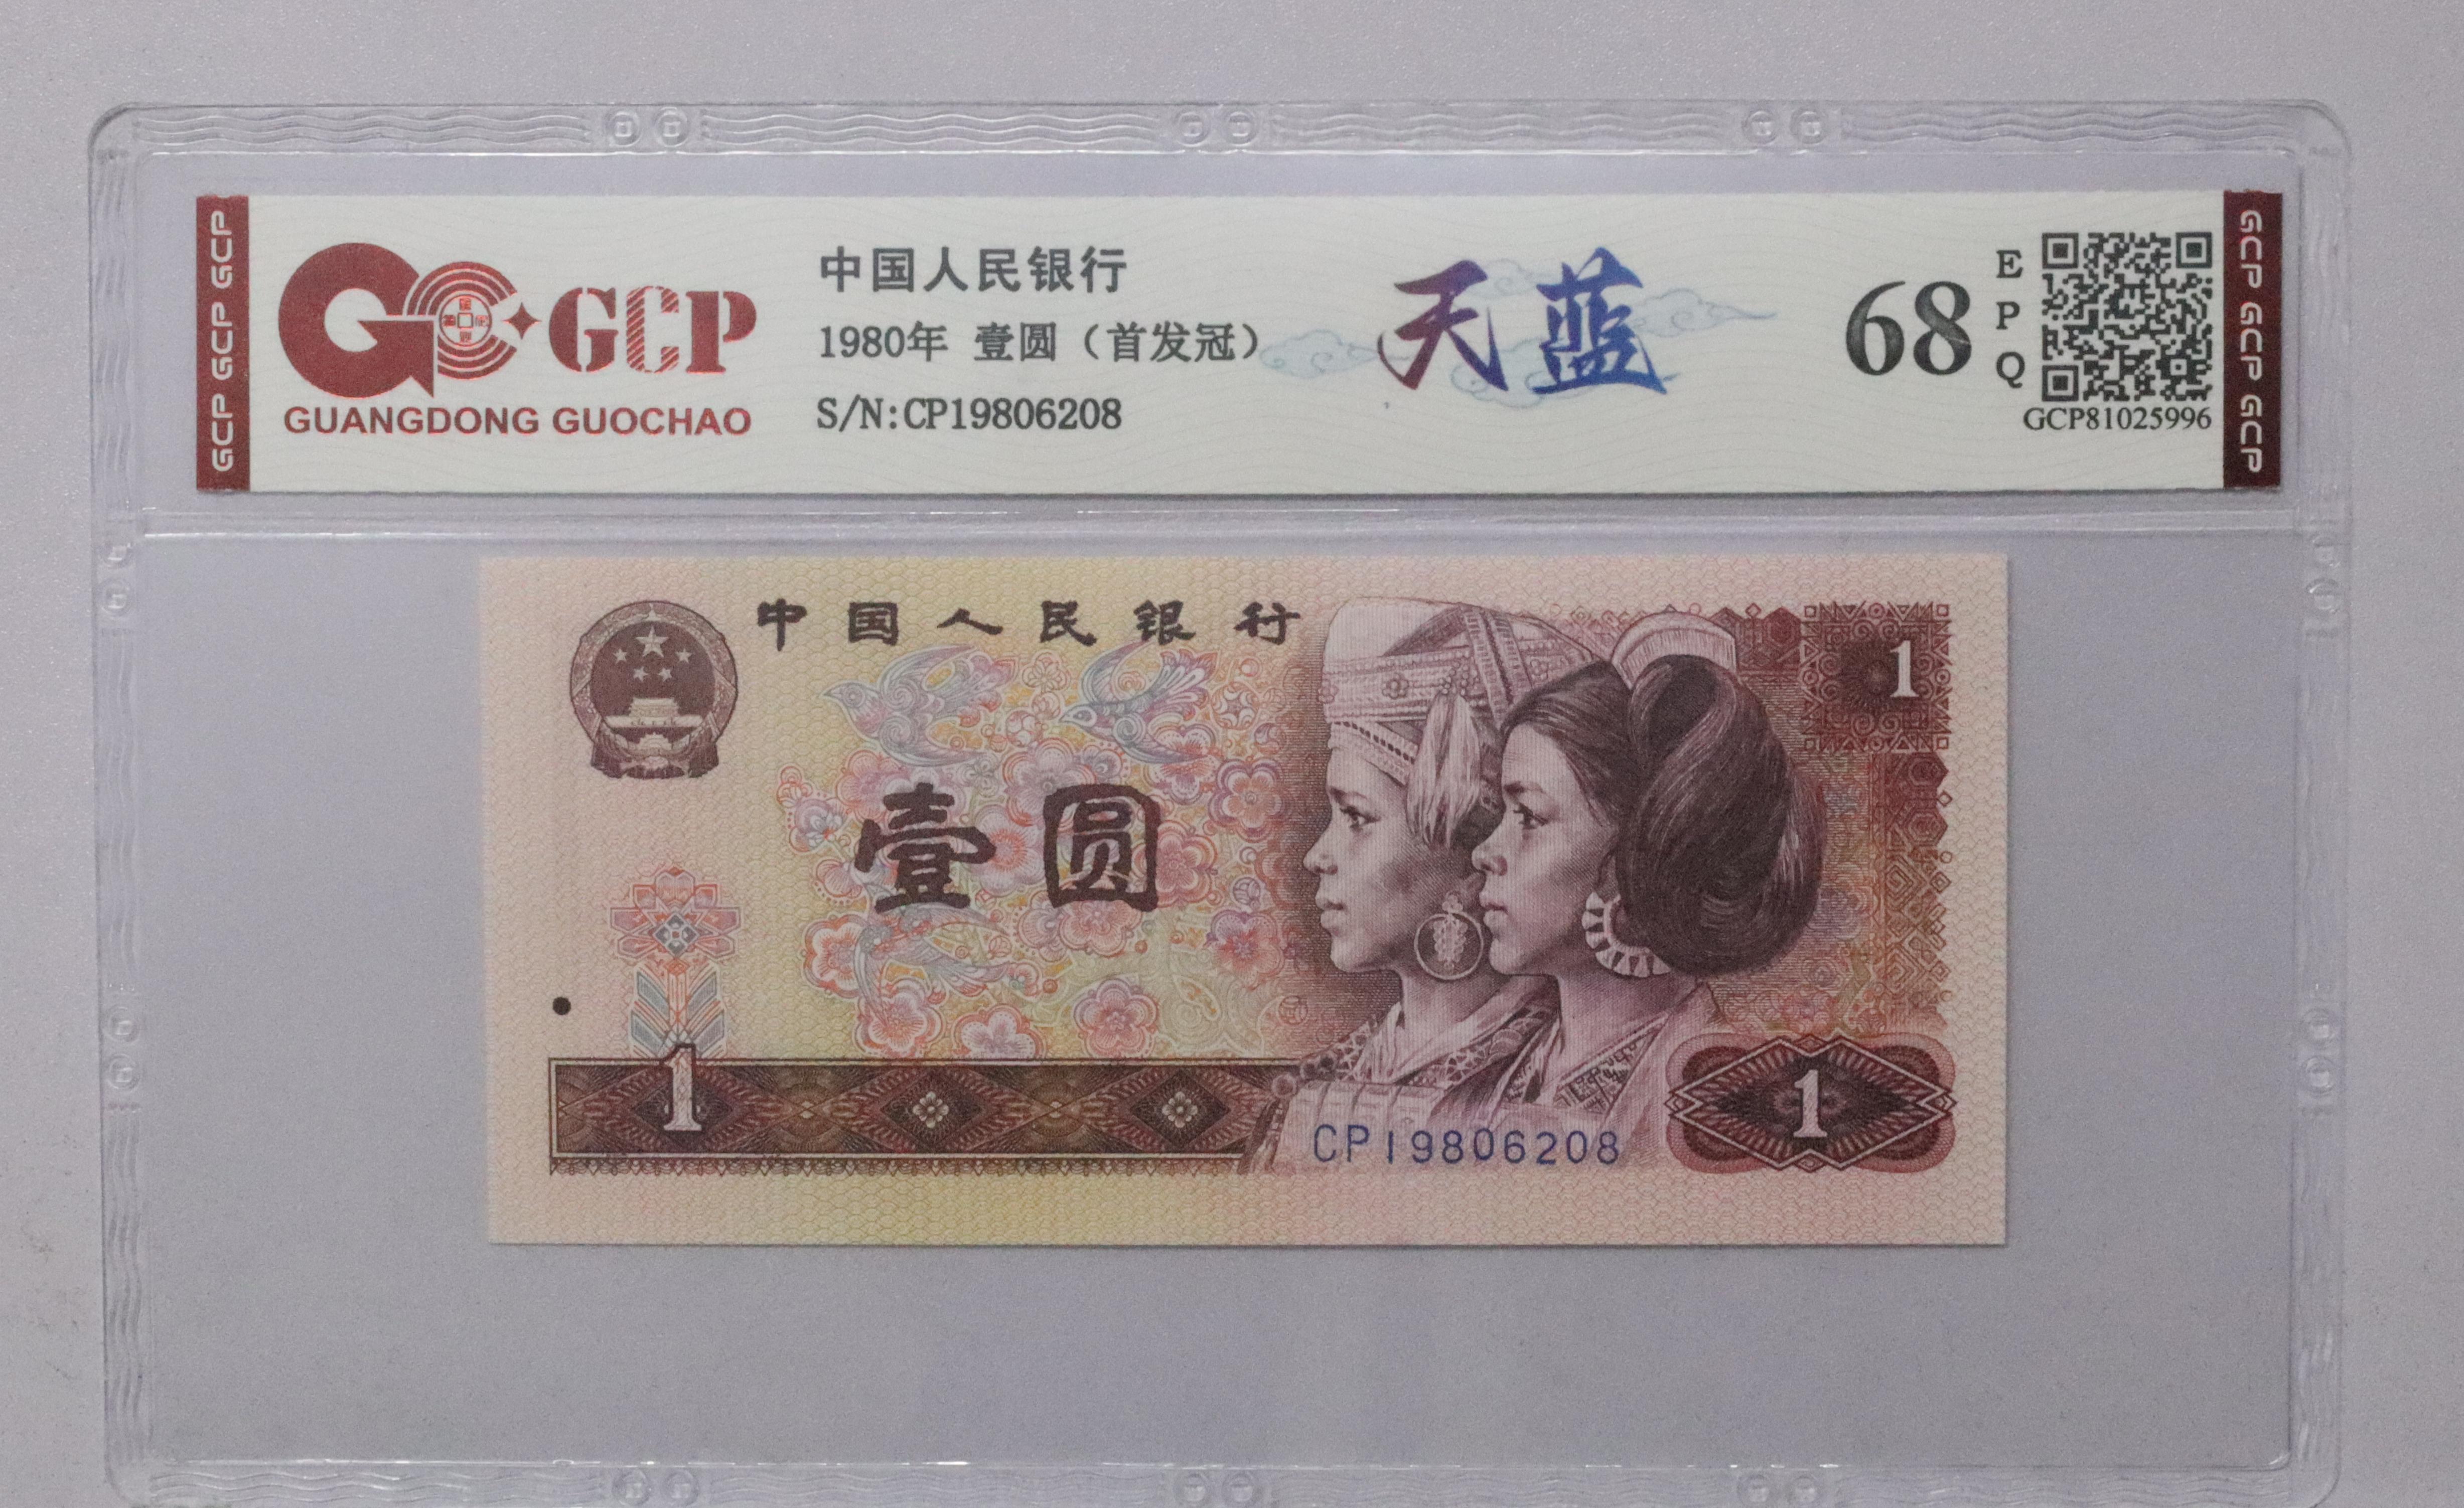 GCP GCP GCP
GCP
GUANGDONG GUOCHAO
中国人民银行
1980年 壹圆（首发冠）
S/N:CP19806208
天蓝
68
EPQ
GCP81025996
GCP GCP GCP
中国人民银行
1
壹圆
1
CP19806208
1